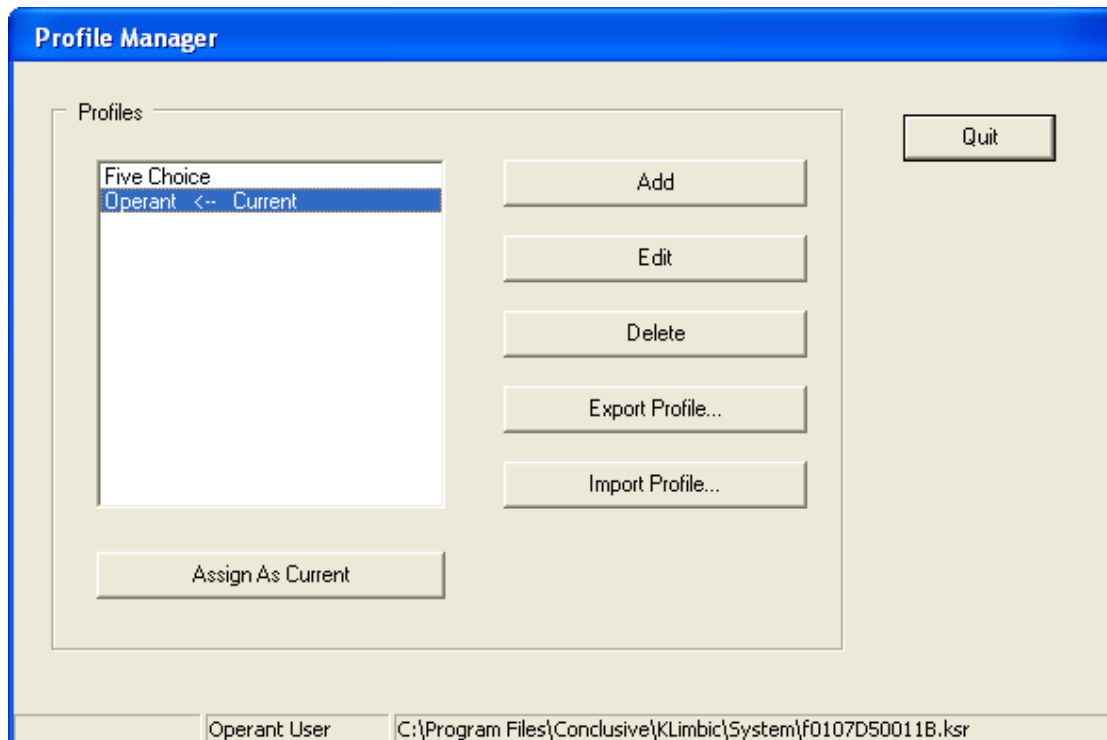 Profile Manager
Profiles
Five Choice
Operant <-- Current
Assign As Current
Add
Edit
Delete
Export Profile...
Import Profile...
Quit
Operant User
C:\Program Files\Conclusive\KLimbic\System\f0107D50011B.ksr